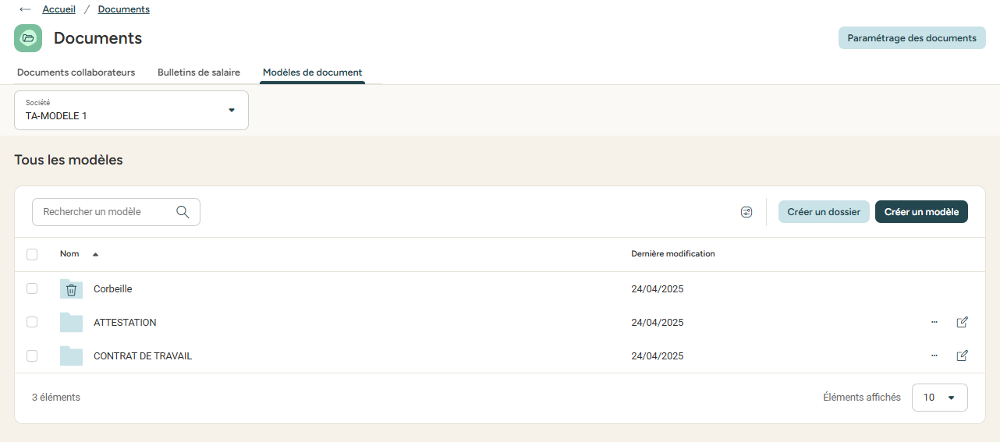 ← Accueil / Documents
Documents
Paramétrage des documents
Documents collaborateurs Bulletins de salaire Modèles de document
Société
TA-MODELE 1
Tous les modèles
Rechercher un modèle Créer un dossier Créer un modèle
Nom Dernière modification
Corbeille 24/04/2025
ATTESTATION 24/04/2025 ...
CONTRAT DE TRAVAIL 24/04/2025 ...
3 éléments Éléments affichés 10